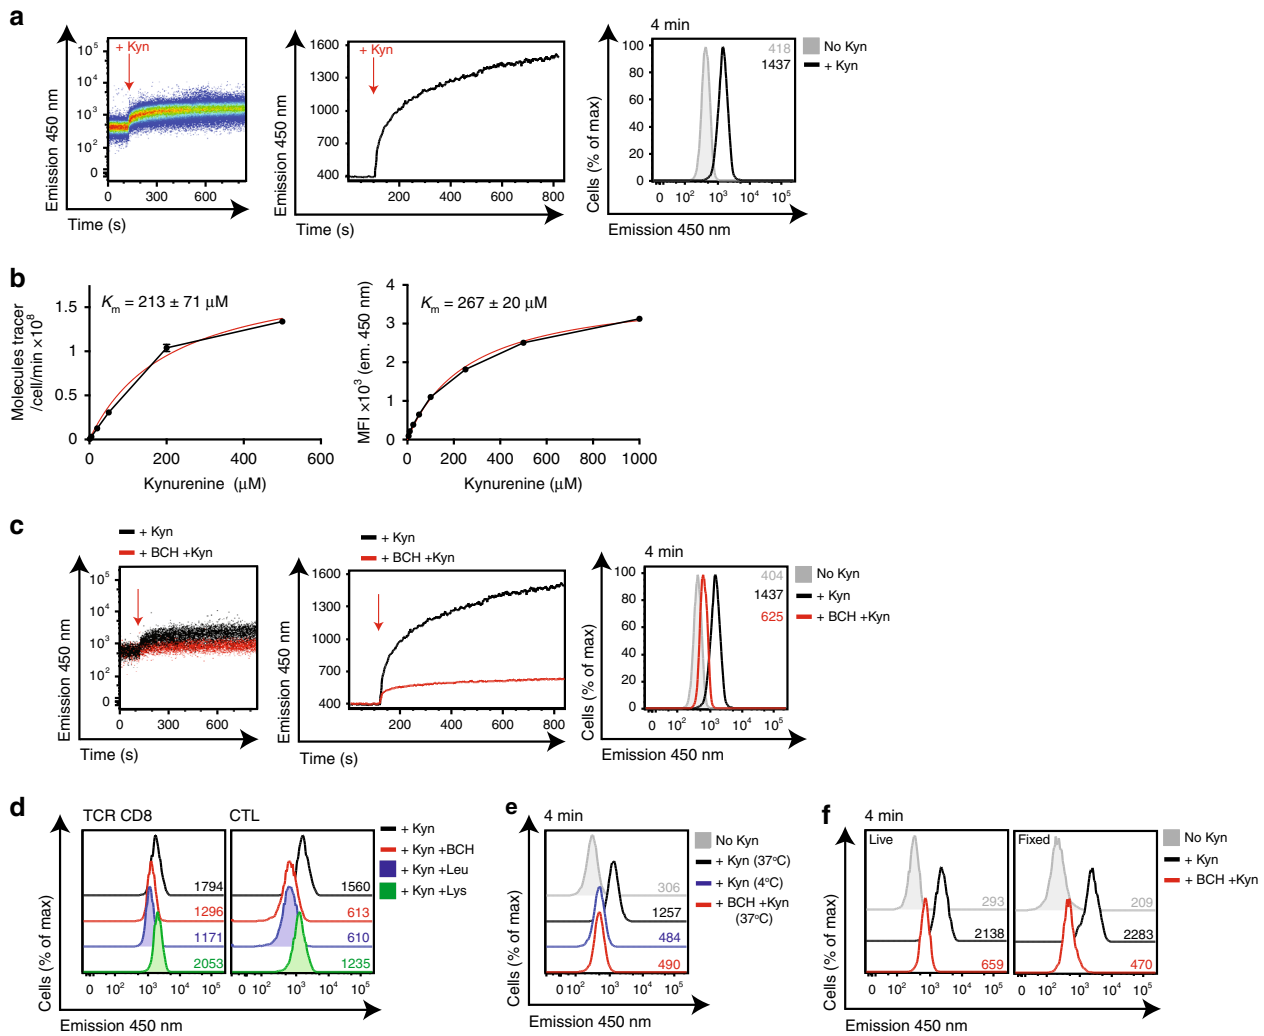 a
+ Kyn
10^5
10^4
10^3
10^2
0
0 300 600
Emission 450 nm
Time (s)
+ Kyn
1600
1300
1000
700
400
200 400 600 800
Emission 450 nm
Time (s)
4 min
418
1437
No Kyn
+ Kyn
100
80
60
40
20
0
0 10^2 10^3 10^4 10^5
Cells (% of max)
Emission 450 nm
b
K_m = 213 ± 71 μM
1.5
1
0.5
0
0 200 400 600
Molecules tracer
/cell/min ×10^8
Kynurenine (μM)
K_m = 267 ± 20 μM
4
3
2
1
0
0 200 400 600 800 1000
MFI ×10^3 (em. 450 nm)
Kynurenine (μM)
c
+ Kyn
+ BCH +Kyn
10^5
10^4
10^3
10^2
0
0 300 600
Emission 450 nm
Time (s)
+ Kyn
+ BCH +Kyn
1600
1300
1000
700
400
200 400 600 800
Emission 450 nm
Time (s)
4 min
404
1437
625
No Kyn
+ Kyn
+ BCH +Kyn
100
80
60
40
20
0
0 10^2 10^3 10^4 10^5
Cells (% of max)
Emission 450 nm
d
TCR CD8
CTL
1794
1296
1171
2053
1560
613
610
1235
+ Kyn
+ Kyn +BCH
+ Kyn +Leu
+ Kyn +Lys
0 10^2 10^3 10^4 10^5
0 10^2 10^3 10^4 10^5
Cells (% of max)
Emission 450 nm
e
4 min
306
1257
484
490
No Kyn
+ Kyn (37°C)
+ Kyn (4°C)
+ BCH +Kyn
(37°C)
0 10^2 10^3 10^4 10^5
Cells (% of max)
Emission 450 nm
f
4 min
Live
293
2138
659
Fixed
209
2283
470
No Kyn
+ Kyn
+ BCH +Kyn
0 10^2 10^3 10^4 10^5
0 10^2 10^3 10^4 10^5
Cells (% of max)
Emission 450 nm